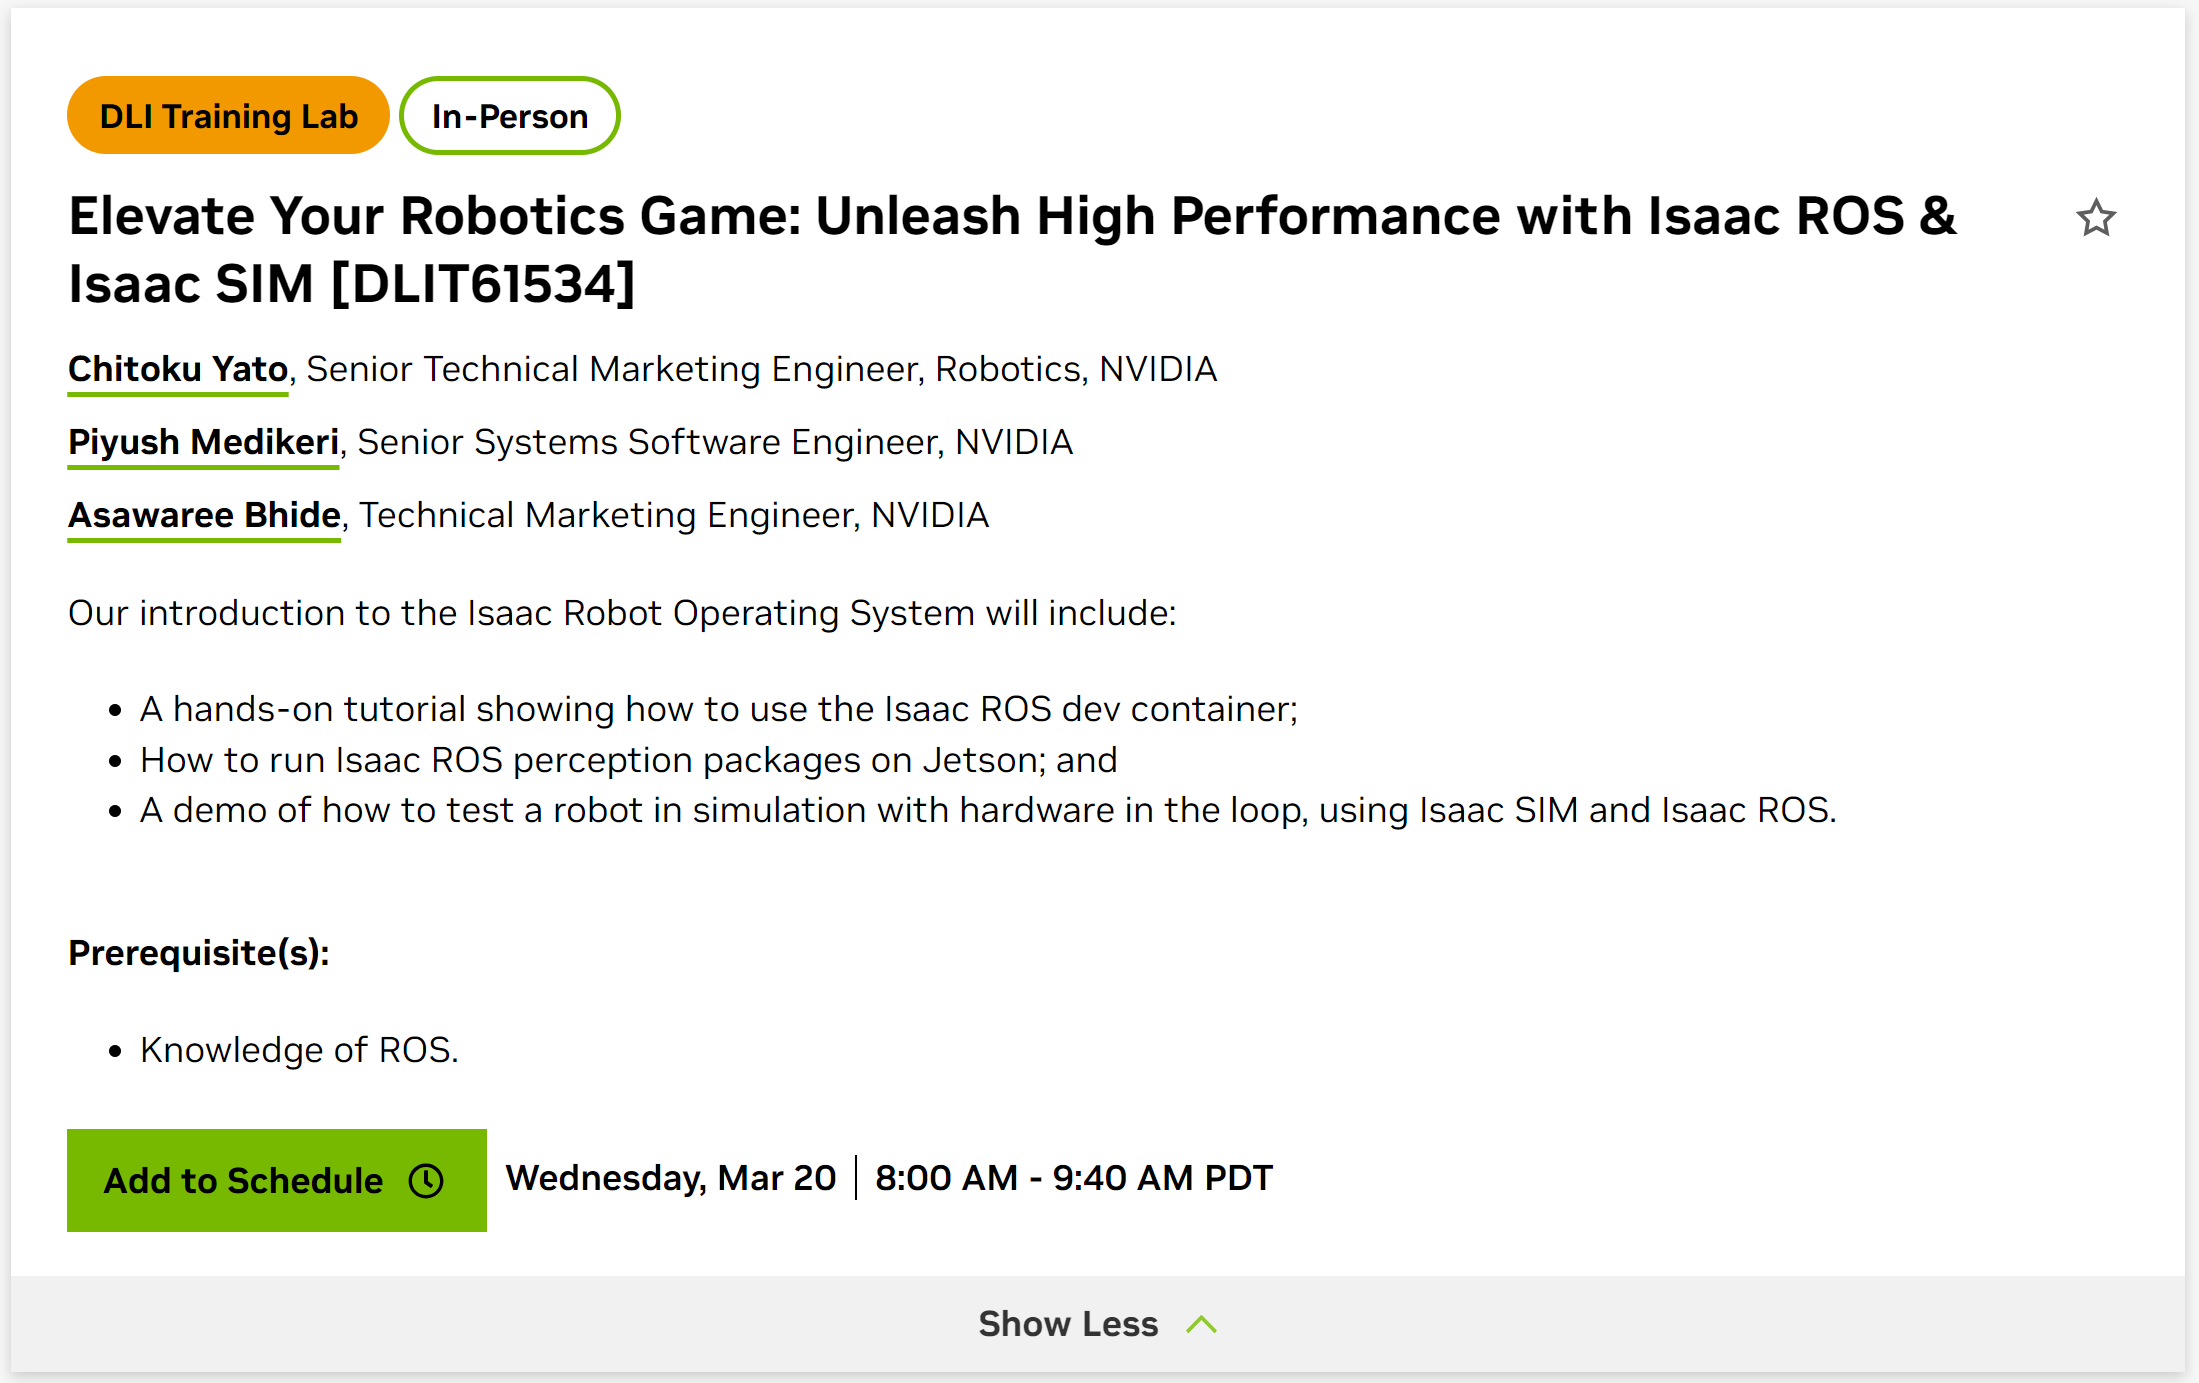 DLI Training Lab In-Person
Elevate Your Robotics Game: Unleash High Performance with Isaac ROS &
Isaac SIM [DLIT61534]
Chitoku Yato, Senior Technical Marketing Engineer, Robotics, NVIDIA
Piyush Medikeri, Senior Systems Software Engineer, NVIDIA
Asawaree Bhide, Technical Marketing Engineer, NVIDIA
Our introduction to the Isaac Robot Operating System will include:
• A hands-on tutorial showing how to use the Isaac ROS dev container;
• How to run Isaac ROS perception packages on Jetson; and
• A demo of how to test a robot in simulation with hardware in the loop, using Isaac SIM and Isaac ROS.
Prerequisite(s):
• Knowledge of ROS.
Add to Schedule Wednesday, Mar 20 | 8:00 AM - 9:40 AM PDT
Show Less